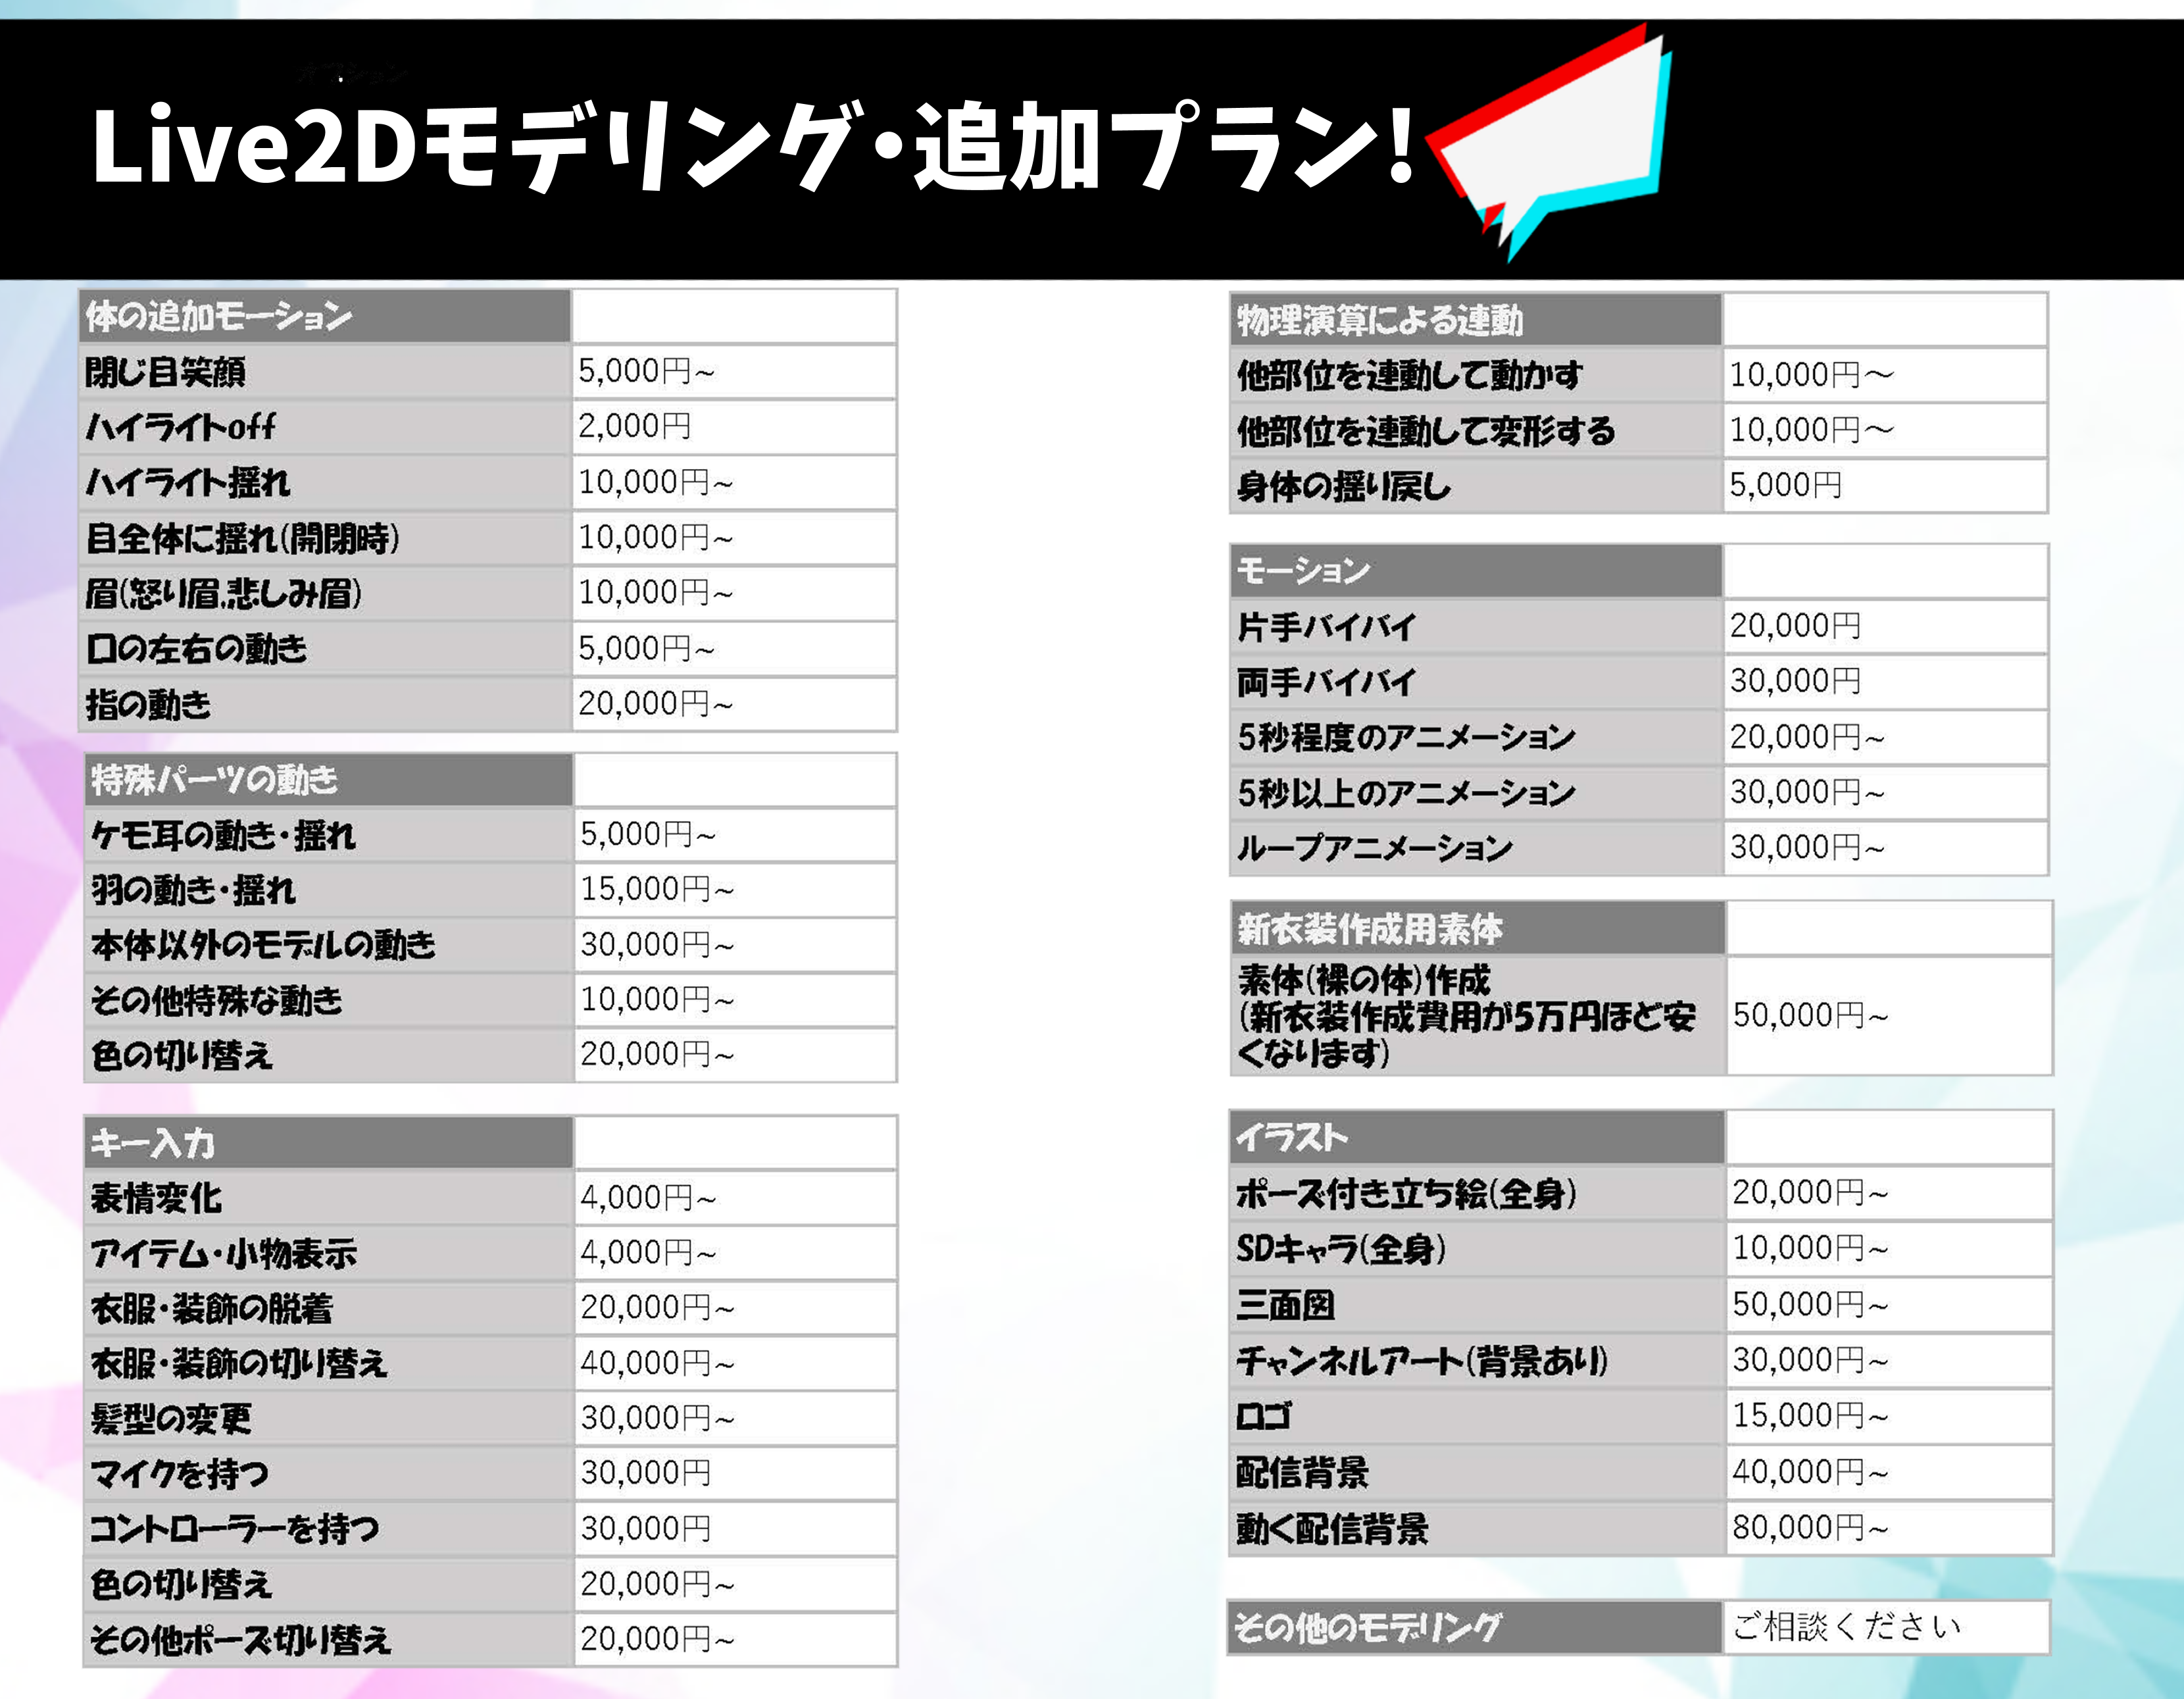 Live2Dモデリング・追加プラン!
体の追加モーション
閉じ目笑顔 5,000円~
ハイライトoff 2,000円
ハイライト揺れ 10,000円~
目全体に揺れ(開閉時) 10,000円~
眉(怒り眉,悲しみ眉) 10,000円~
口の左右の動き 5,000円~
指の動き 20,000円~
特殊パーツの動き
ケモ耳の動き・揺れ 5,000円~
羽の動き・揺れ 15,000円~
本体以外のモデルの動き 30,000円~
その他特殊な動き 10,000円~
色の切り替え 20,000円~
キー入力
表情変化 4,000円~
アイテム・小物表示 4,000円~
衣服・装飾の脱着 20,000円~
衣服・装飾の切り替え 40,000円~
髪型の変更 30,000円~
マイクを持つ 30,000円
コントローラーを持つ 30,000円
色の切り替え 20,000円~
その他ポーズ切り替え 20,000円~
物理演算による連動
他部位を連動して動かす 10,000円～
他部位を連動して変形する 10,000円～
身体の揺り戻し 5,000円
モーション
片手バイバイ 20,000円
両手バイバイ 30,000円
5秒程度のアニメーション 20,000円~
5秒以上のアニメーション 30,000円~
ループアニメーション 30,000円~
新衣装作成用素体
素体(裸の体)作成
(新衣装作成費用が5万円ほど安
くなります) 50,000円~
イラスト
ポーズ付き立ち絵(全身) 20,000円~
SDキャラ(全身) 10,000円~
三面図 50,000円~
チャンネルアート(背景あり) 30,000円~
ロゴ 15,000円~
配信背景 40,000円~
動く配信背景 80,000円~
その他のモデリング ご相談ください